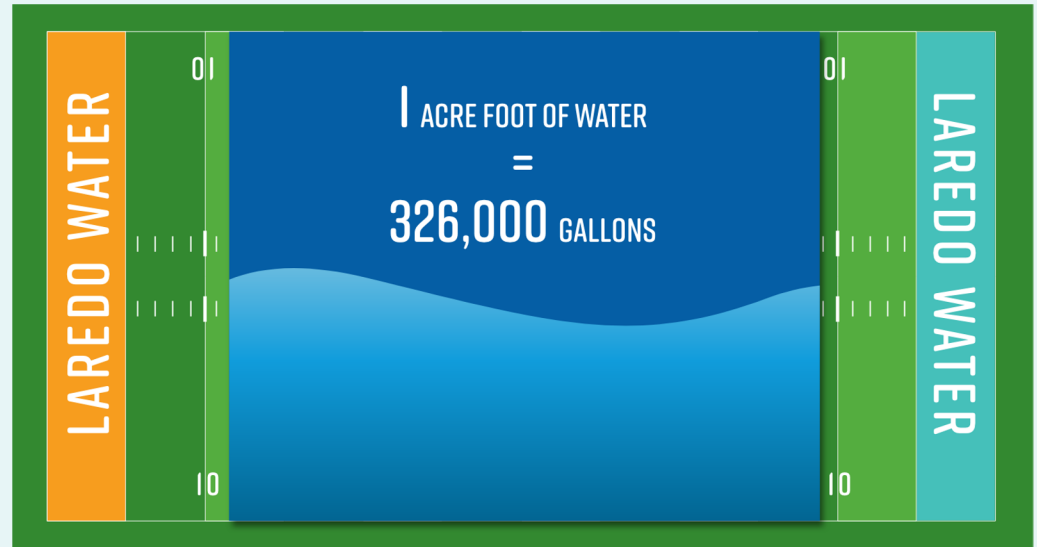 LAREDO WATER
10
10
1 ACRE FOOT OF WATER
=
326,000 GALLONS
10
10
LAREDO WATER